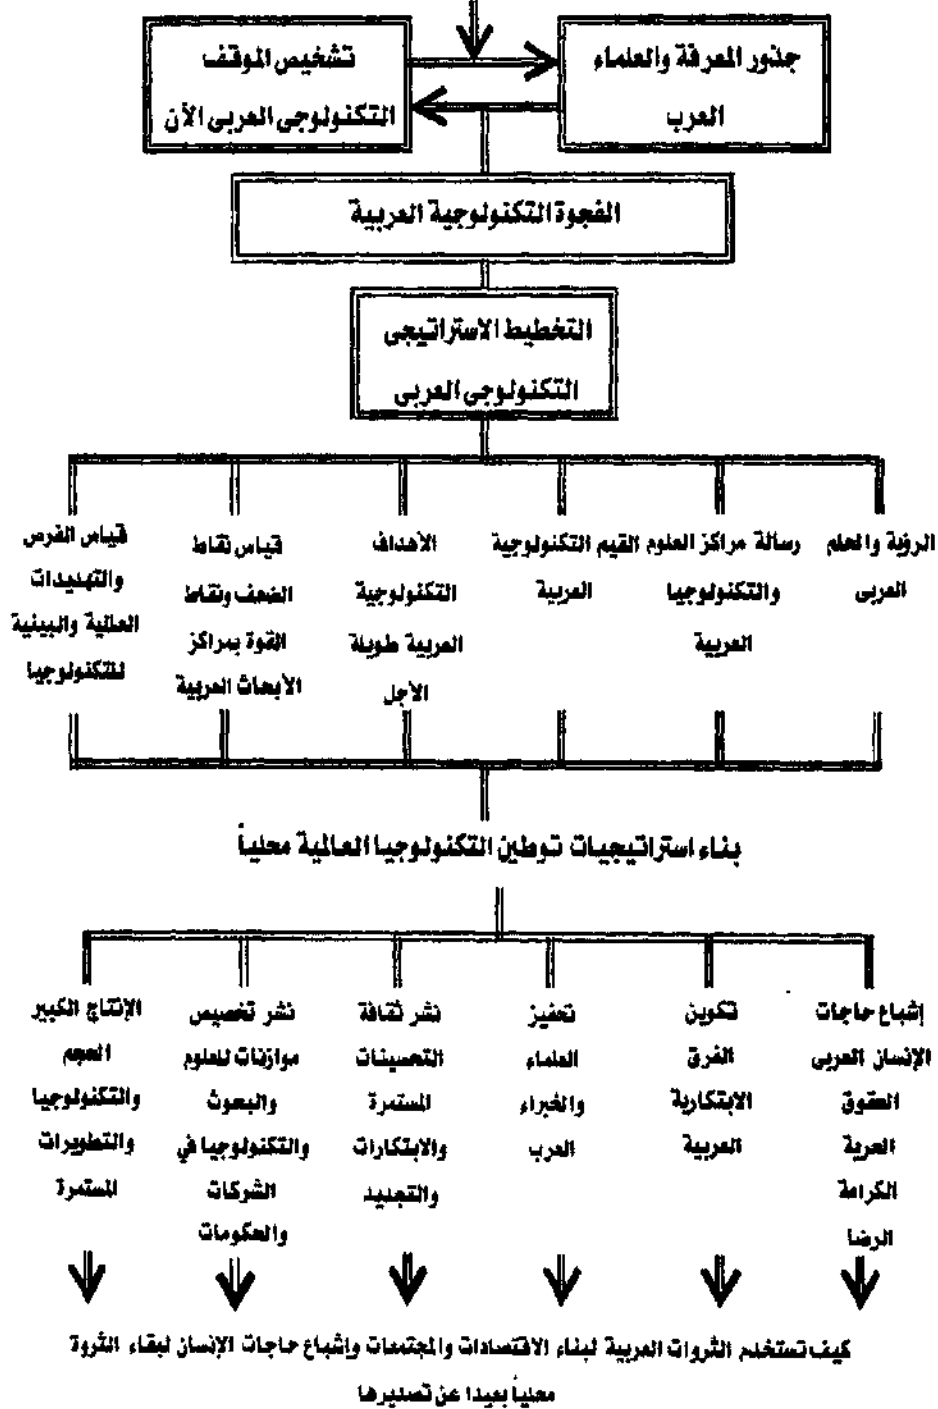 جذور المعرفة والعلماء
العرب
تشخيص الموقف
التكنولوجى العربى الآن
الفجوة التكنولوجية العربية
التخطيط الاستراتيجى
التكنولوجى العربى
الرؤية والحلم
العربى
رسالة مراكز العلوم
والتكنولوجيا
العربية
القيم التكنولوجية
العربية
الأهداف
التكنولوجية
العربية طويلة
الأجل
قياس نقاط
الضعف ونقاط
القوة بمراكز
الأبحاث العربية
قياس الفرص
والتهديدات
العالمية والبيئية
للتكنولوجيا
بناء استراتيجيات توطين التكنولوجيا العالمية محلياً
إشباع حاجات
الإنسان العربى
الحقوق
الحرية
الكرامة
الرضا
تكوين
الفرق
الابتكارية
العربية
تحفيز
العلماء
والخبراء
العرب
نشر ثقافة
التحسينات
المستمرة
والابتكارات
والتجديد
نشر تخصيص
موازنات للعلوم
والبحوث
والتكنولوجيا في
الشركات
والحكومات
الإنتاج الكبير
الحجم
والتكنولوجيا
والتطويرات
المستمرة
كيف تستخدم الثروات العربية لبناء الاقتصادات والمجتمعات وإشباع حاجات الإنسان لبقاء الثروة
محلياً بعيدا عن تصديرها